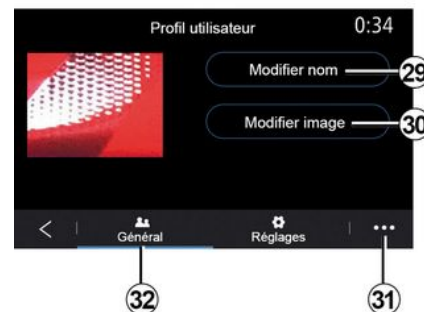 Profil utilisateur 0:34
Modifier nom 29
Modifier image 30
Général Réglages
32 31